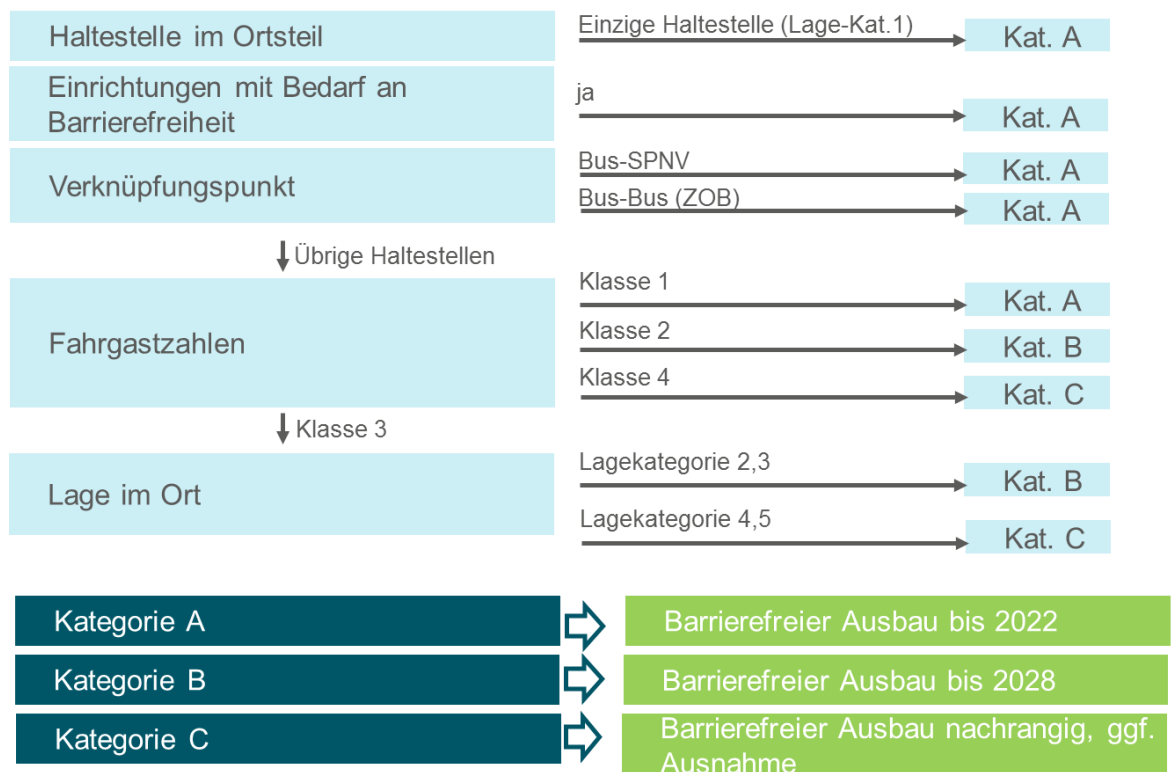 Haltestelle im Ortsteil
Einzige Haltestelle (Lage-Kat.1)
Kat. A
Einrichtungen mit Bedarf an
Barrierefreiheit
ja
Kat. A
Verknüpfungspunkt
Bus-SPNV
Kat. A
Bus-Bus (ZOB)
Kat. A
Übrige Haltestellen
Fahrgastzahlen
Klasse 1
Kat. A
Klasse 2
Kat. B
Klasse 4
Kat. C
Klasse 3
Lage im Ort
Lagekategorie 2,3
Kat. B
Lagekategorie 4,5
Kat. C
Kategorie A
Barrierefreier Ausbau bis 2022
Kategorie B
Barrierefreier Ausbau bis 2028
Kategorie C
Barrierefreier Ausbau nachrangig, ggf.
Ausnahme